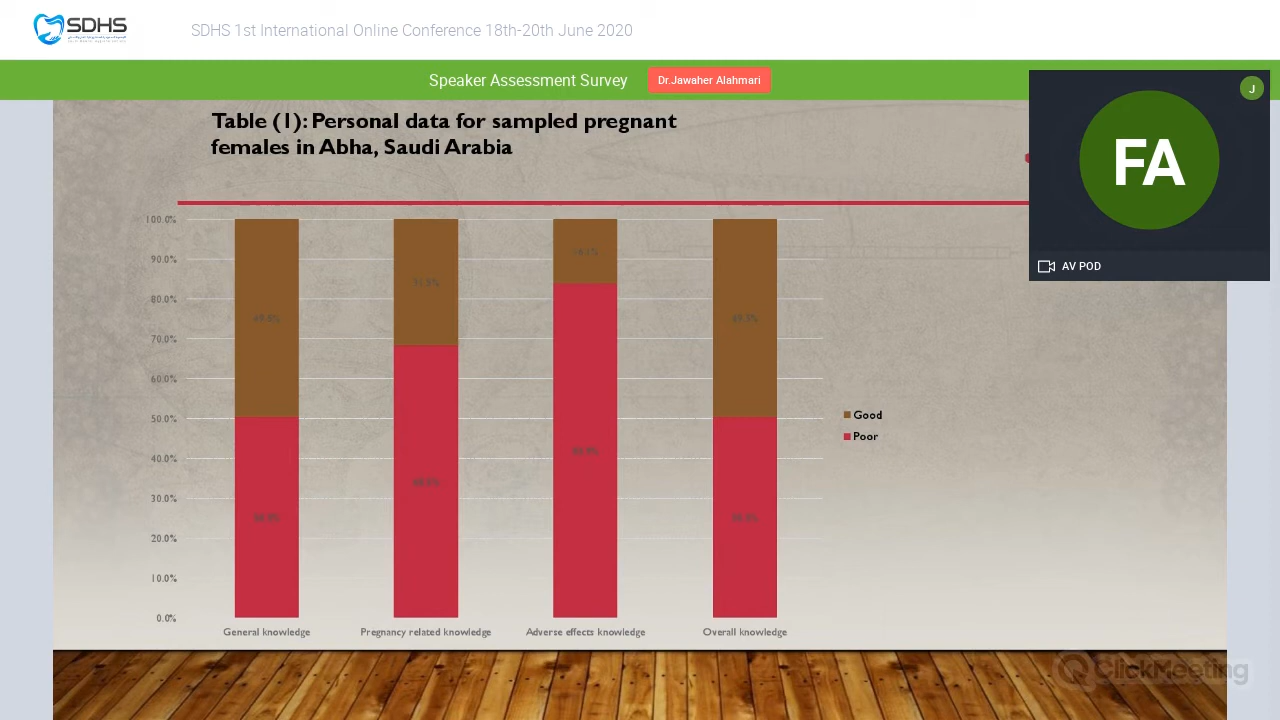 SDHS
SDHS 1st International Online Conference 18th-20th June 2020
Speaker Assessment Survey
Dr.Jawaher Alahmari
J
FA
AV POD
Table (1): Personal data for sampled pregnant
females in Abha, Saudi Arabia
100.0%
90.0%
80.0%
70.0%
60.0%
50.0%
40.0%
30.0%
20.0%
10.0%
0.0%
31.5%
General knowledge
Pregnancy related knowledge
Adverse effects knowledge
Overall knowledge
Good
Poor
ClickMeeting